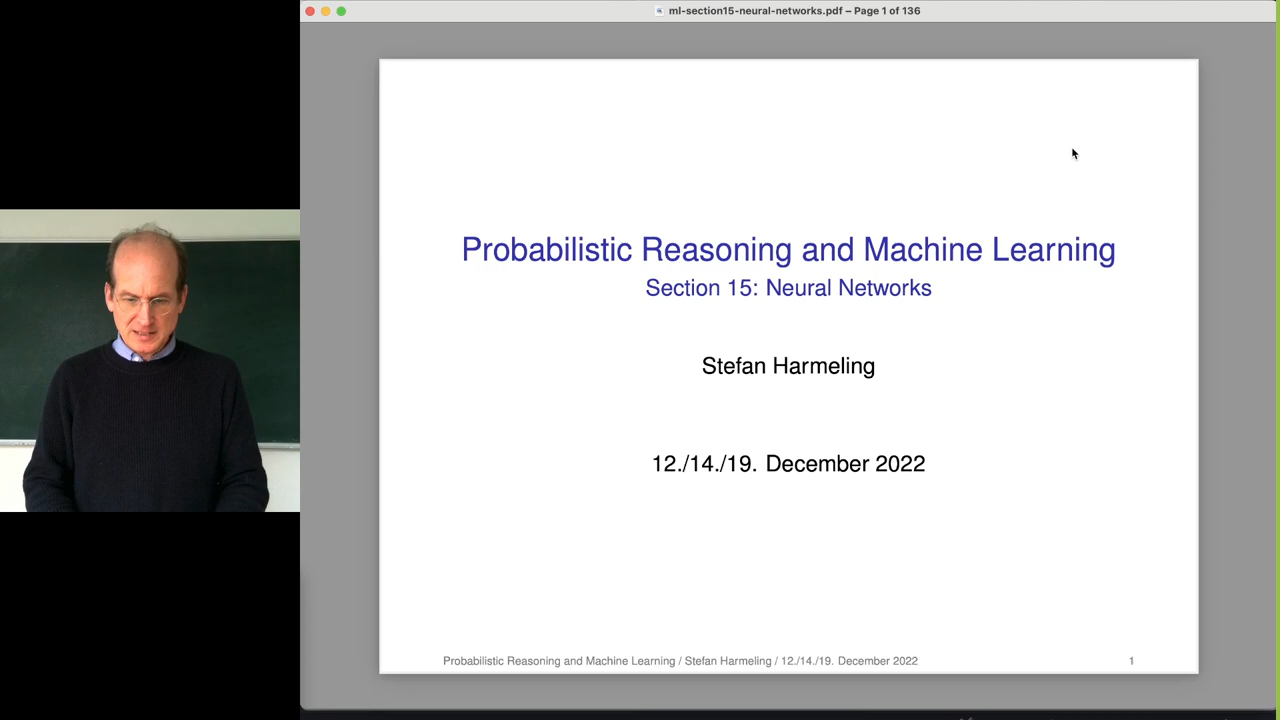 ml-section15-neural-networks.pdf – Page 1 of 136
Probabilistic Reasoning and Machine Learning
Section 15: Neural Networks
Stefan Harmeling
12./14./19. December 2022
Probabilistic Reasoning and Machine Learning / Stefan Harmeling / 12./14./19. December 2022 1